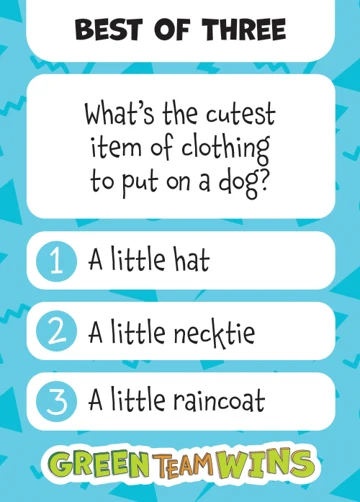 BEST OF THREE
What's the cutest
item of clothing
to put on a dog?
1 A little hat
2 A little necktie
3 A little raincoat
GREEN TEAM WINS